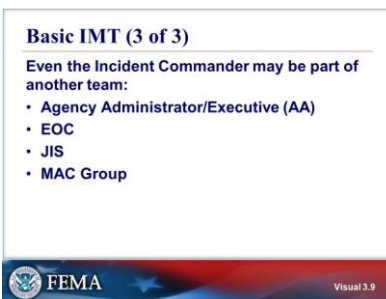 Basic IMT (3 of 3)
Even the Incident Commander may be part of
another team:
• Agency Administrator/Executive (AA)
• EOC
• JIS
• MAC Group
FEMA
Visual 3.9